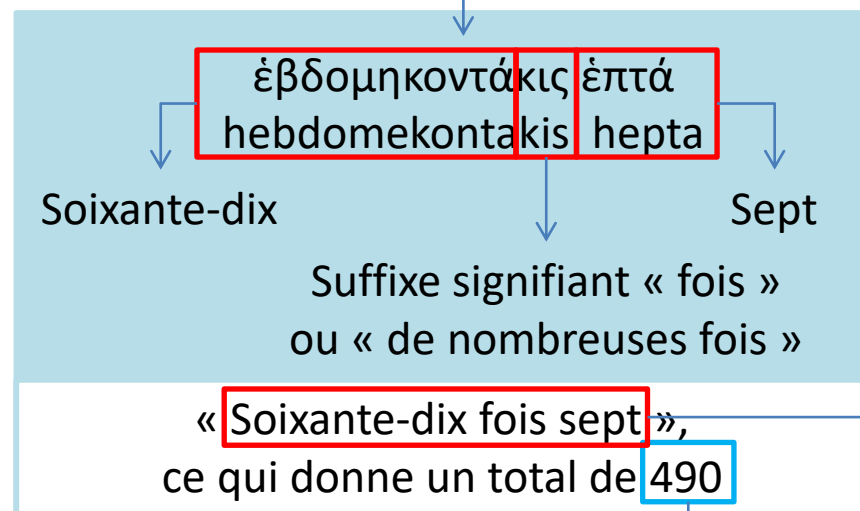 ἑβδομηκοντάκις ἑπτά
hebdomekontakis hepta
Soixante-dix
Sept
Suffixe signifiant « fois »
ou « de nombreuses fois »
« Soixante-dix fois sept »,
ce qui donne un total de 490